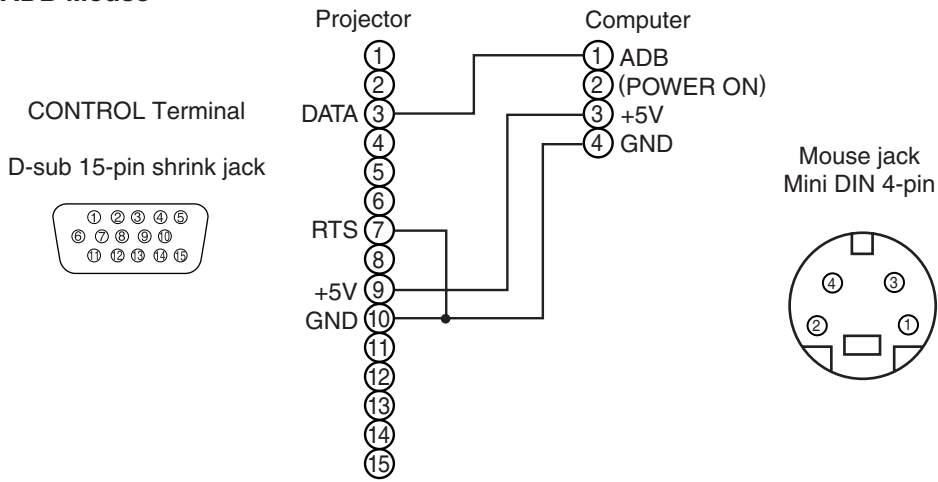 ADB Mouse
Projector
Computer
CONTROL Terminal
D-sub 15-pin shrink jack
1 2 3 4 5
6 7 8 9 10
11 12 13 14 15
1
2
DATA 3
4
5
6
RTS 7
8
+5V 9
GND 10
11
12
13
14
15
1 ADB
2 (POWER ON)
3 +5V
4 GND
Mouse jack
Mini DIN 4-pin
4 3
2 1